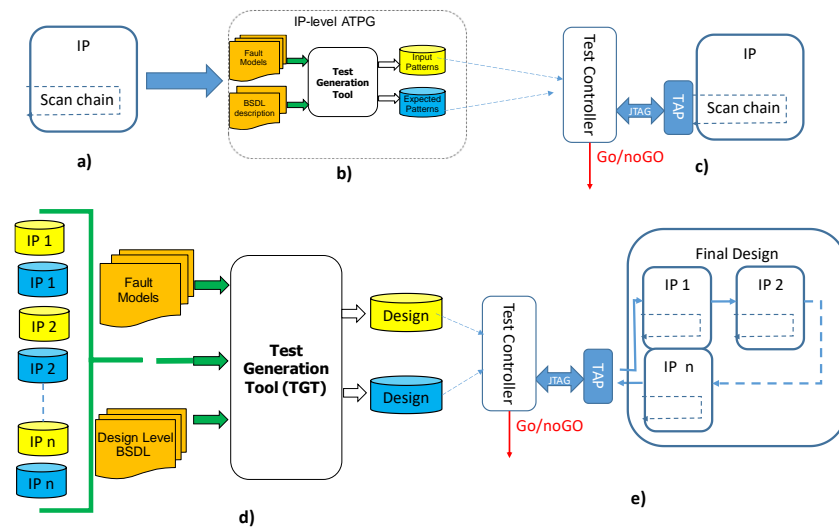 IP
Scan chain
a)
IP-level ATPG
Fault
Models
BSDL
description
Test
Generation
Tool
Input
Patterns
Expected
Patterns
b)
Test Controller
Go/noGO
JTAG
TAP
IP
Scan chain
c)
IP 1
IP 1
IP 2
IP 2
IP n
IP n
Fault
Models
Design Level
BSDL
Test
Generation
Tool (TGT)
Design
Design
d)
Test Controller
Go/noGO
JTAG
TAP
Final Design
IP 1
IP 2
IP n
e)